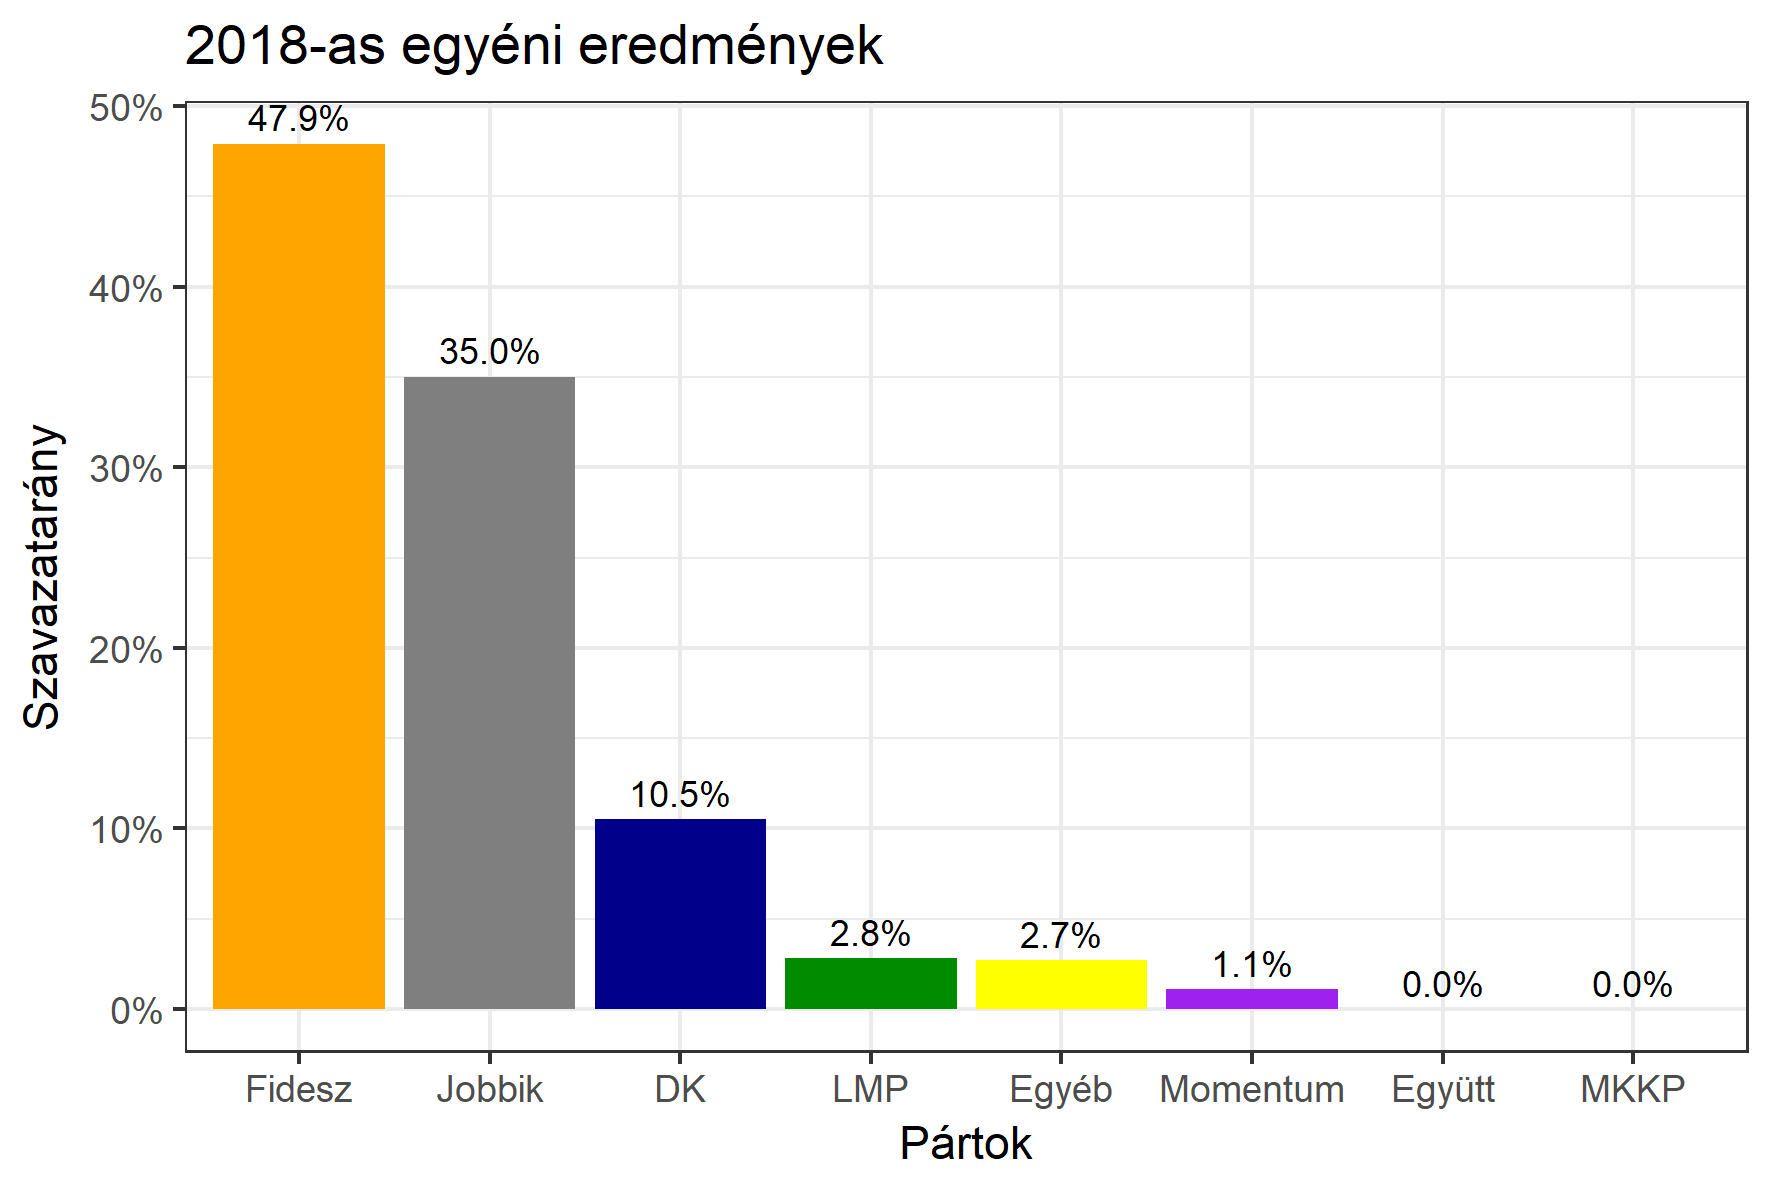 2018-as egyéni eredmények
50%
40%
30%
20%
10%
0%
Szavazatarány
47.9%
35.0%
10.5%
2.8%
2.7%
1.1%
0.0%
0.0%
Fidesz
Jobbik
DK
LMP
Egyéb
Momentum
Együtt
MKKP
Pártok